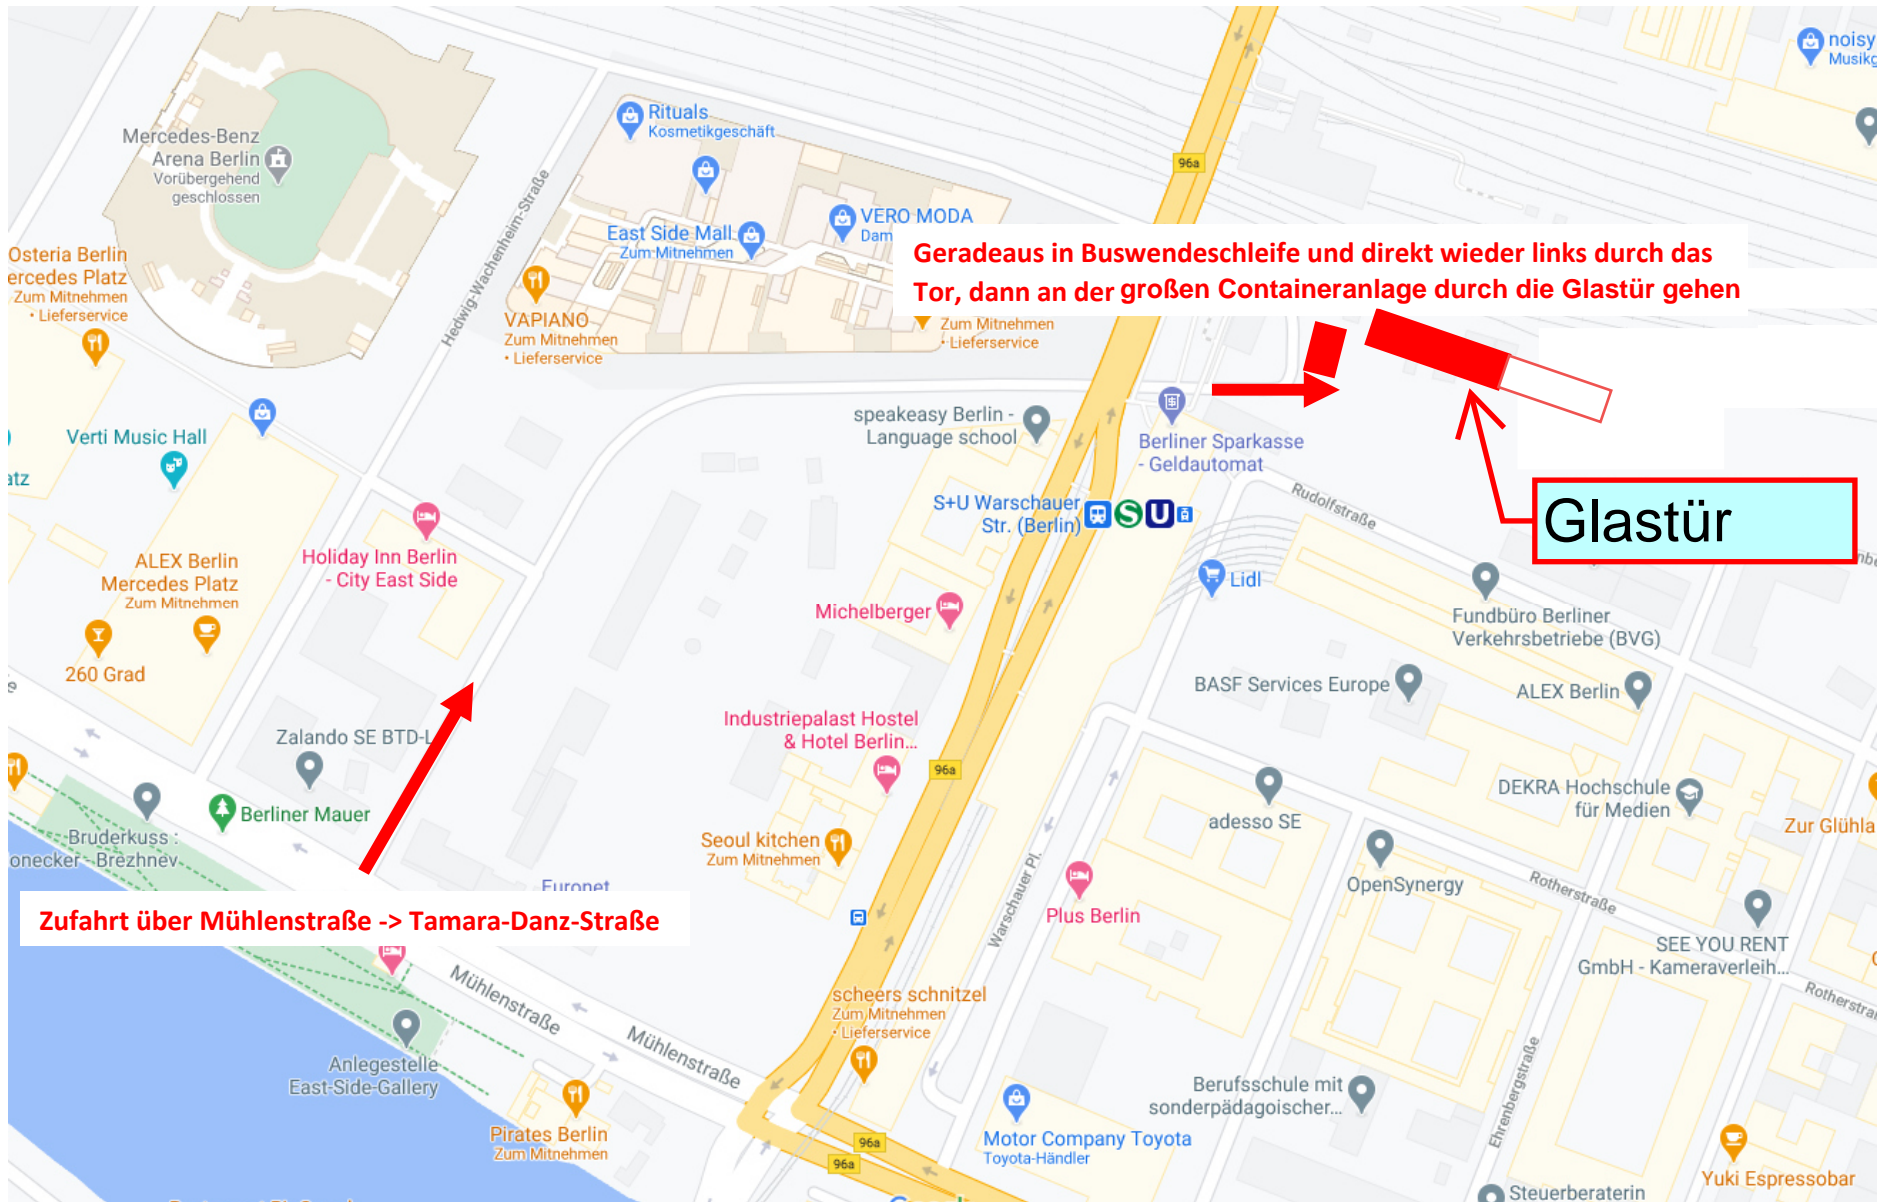 noisy
Musikg
Rituals
Kosmetikgeschäft
Mercedes-Benz
Arena Berlin
Vorübergehend
geschlossen
96a
Hedwig-Wachenheim-Straße
VERO MODA
Dam
East Side Mall
Zum Mitnehmen
Osteria Berlin
ercedes Platz
Zum Mitnehmen
• Lieferservice
Geradeaus in Buswendeschleife und direkt wieder links durch das
Tor, dann an der großen Containeranlage durch die Glastür gehen
VAPIANO
Zum Mitnehmen
• Lieferservice
Zum Mitnehmen
• Lieferservice
speakeasy Berlin -
Language school
Berliner Sparkasse
- Geldautomat
Verti Music Hall
atz
Rudolfstraße
S+U Warschauer
Str. (Berlin)
S U
Glastür
ALEX Berlin
Mercedes Platz
Zum Mitnehmen
Holiday Inn Berlin
- City East Side
Lidl
Michelberger
Fundbüro Berliner
Verkehrsbetriebe (BVG)
260 Grad
BASF Services Europe
ALEX Berlin
Industriepalast Hostel
& Hotel Berlin...
Zalando SE BTD-L
96a
DEKRA Hochschule
für Medien
Berliner Mauer
adesso SE
Zur Glühla
Bruderkuss :
onecker - Brezhnev
Seoul kitchen
Zum Mitnehmen
Warschauer Pl.
OpenSynergy
Rotherstraße
Euronet
Plus Berlin
Zufahrt über Mühlenstraße -> Tamara-Danz-Straße
SEE YOU RENT
GmbH - Kameraverleih...
Rotherstra
Mühlenstraße
scheers schnitzel
Zum Mitnehmen
• Lieferservice
Mühlenstraße
Anlegestelle
East-Side-Gallery
Berufsschule mit
sonderpädagoischer...
Ehrenbergstraße
Pirates Berlin
Zum Mitnehmen
96a
96a
Motor Company Toyota
Toyota-Händler
Yuki Espressobar
Steuerberaterin